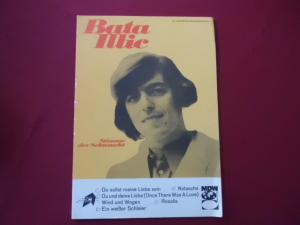 Bata
Illic
Stimme
der Sehnsucht
Du sollst meine Liebe sein
Natascha
Du und deine Liebe (Once There Was A Love)
Wind und Wogen
Rosalie
Ein weißer Schleier
MDW